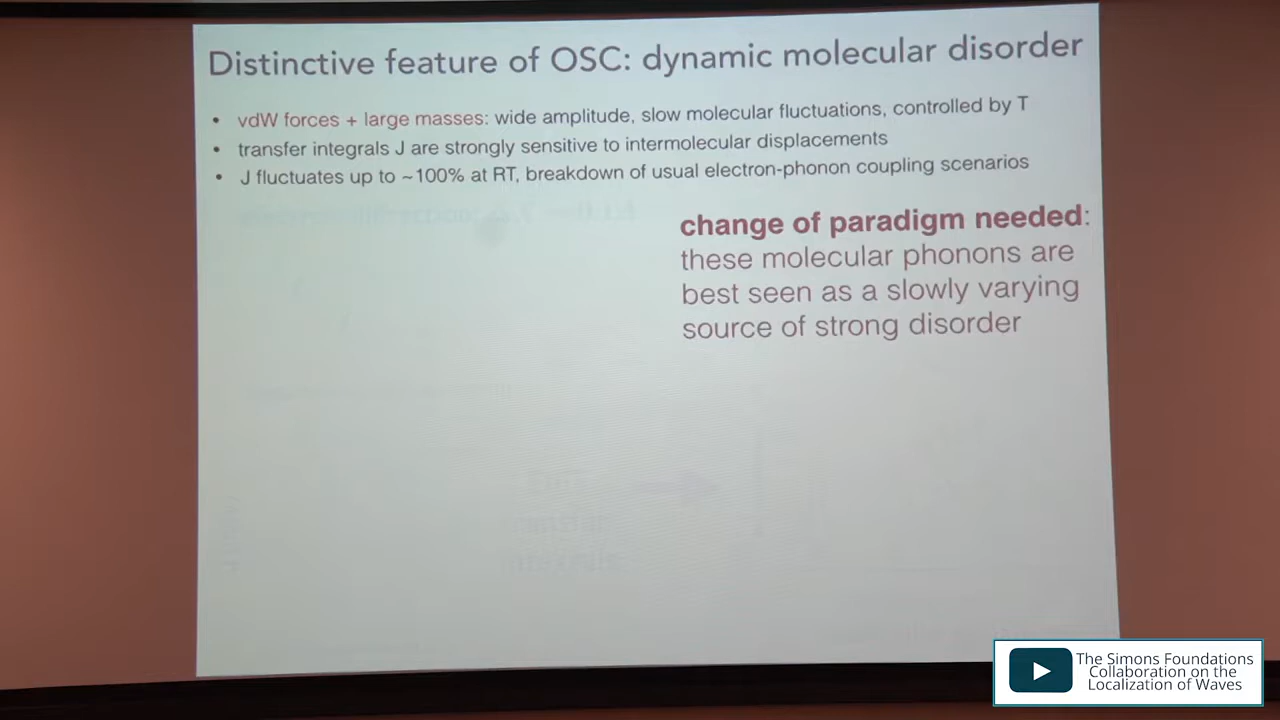 Distinctive feature of OSC: dynamic molecular disorder
• vdW forces + large masses: wide amplitude, slow molecular fluctuations, controlled by T
• transfer integrals J are strongly sensitive to intermolecular displacements
• J fluctuates up to ~100% at RT, breakdown of usual electron-phonon coupling scenarios
change of paradigm needed:
these molecular phonons are
best seen as a slowly varying
source of strong disorder
The Simons Foundations
Collaboration on the
Localization of Waves